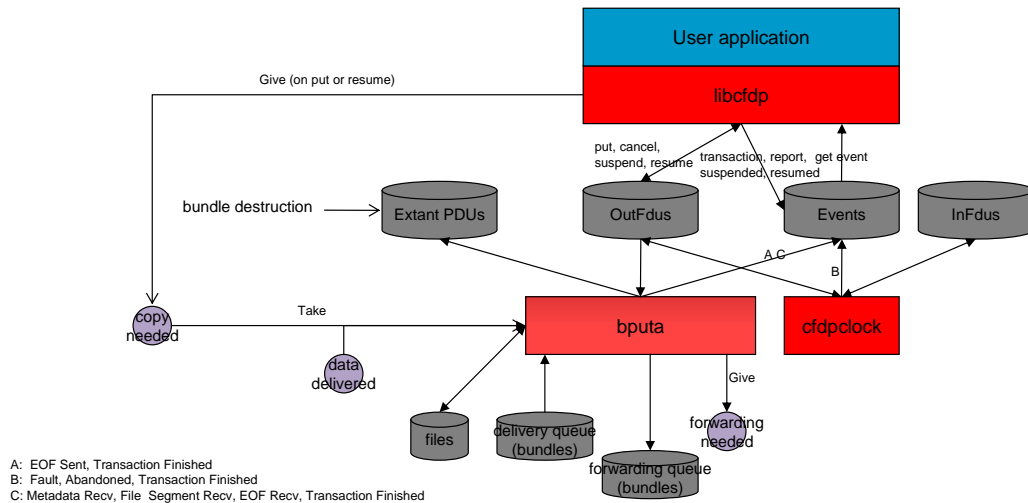 User application
Give (on put or resume)
libcfdp
put, cancel,
suspend, resume
transaction, report,
suspended, resumed
get event
bundle destruction
Extant PDUs
OutFdus
Events
InFdus
A C
B
copy
needed
Take
bputa
cfdpclock
data
delivered
Give
files
delivery queue
(bundles)
forwarding
needed
forwarding queue
(bundles)
A: EOF Sent, Transaction Finished
B: Fault, Abandoned, Transaction Finished
C: Metadata Recv, File Segment Recv, EOF Recv, Transaction Finished